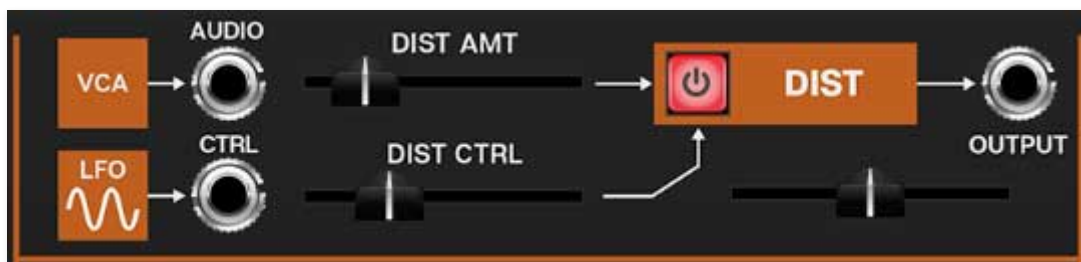 AUDIO
DIST AMT
VCA
DIST
CTRL
DIST CTRL
OUTPUT
LFO